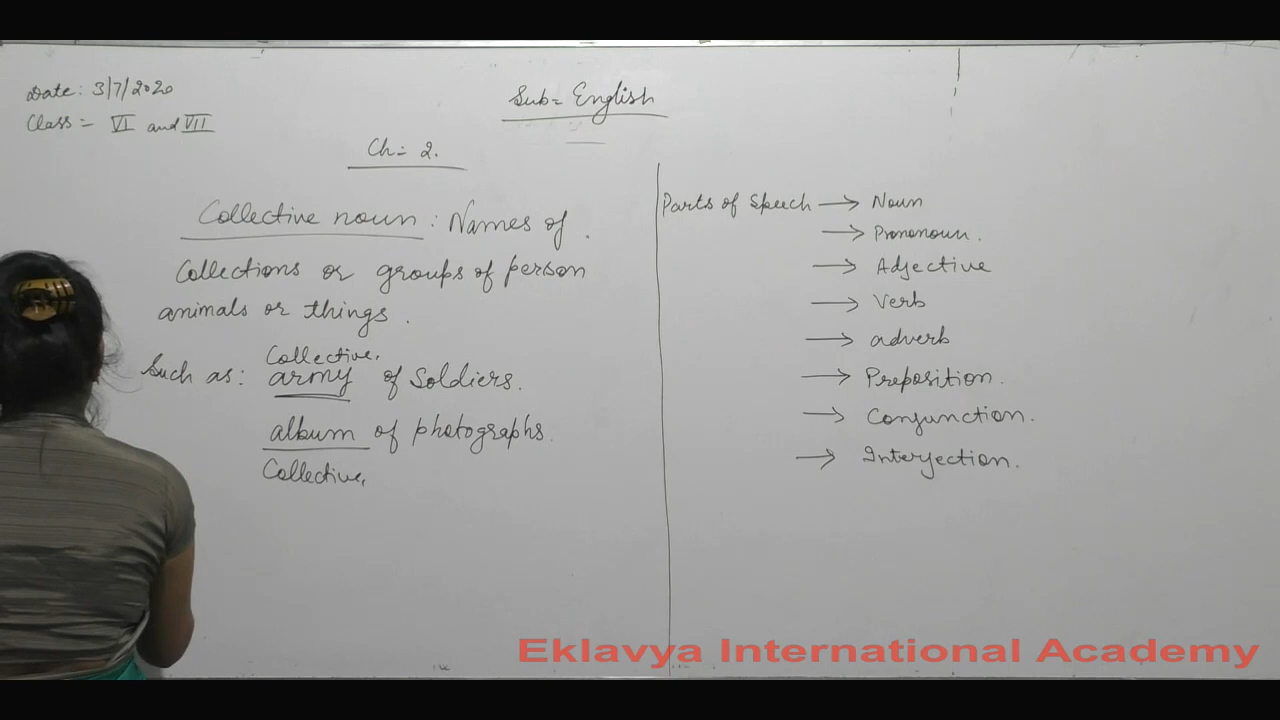 Date: 3/7/2020
Class = VI and VII
Sub= English
Ch= 2.
Collective noun : Names of .
Collections or groups of person
animals or things .
Collective,
Such as: army of Soldiers.
album of photographs.
Collective,
Parts of Speech → Noun
→ Prononoun.
→ Adjective
→ Verb
→ adverb
→ Preposition.
→ Conjunction.
→ Interjection.
Eklavya International Academy